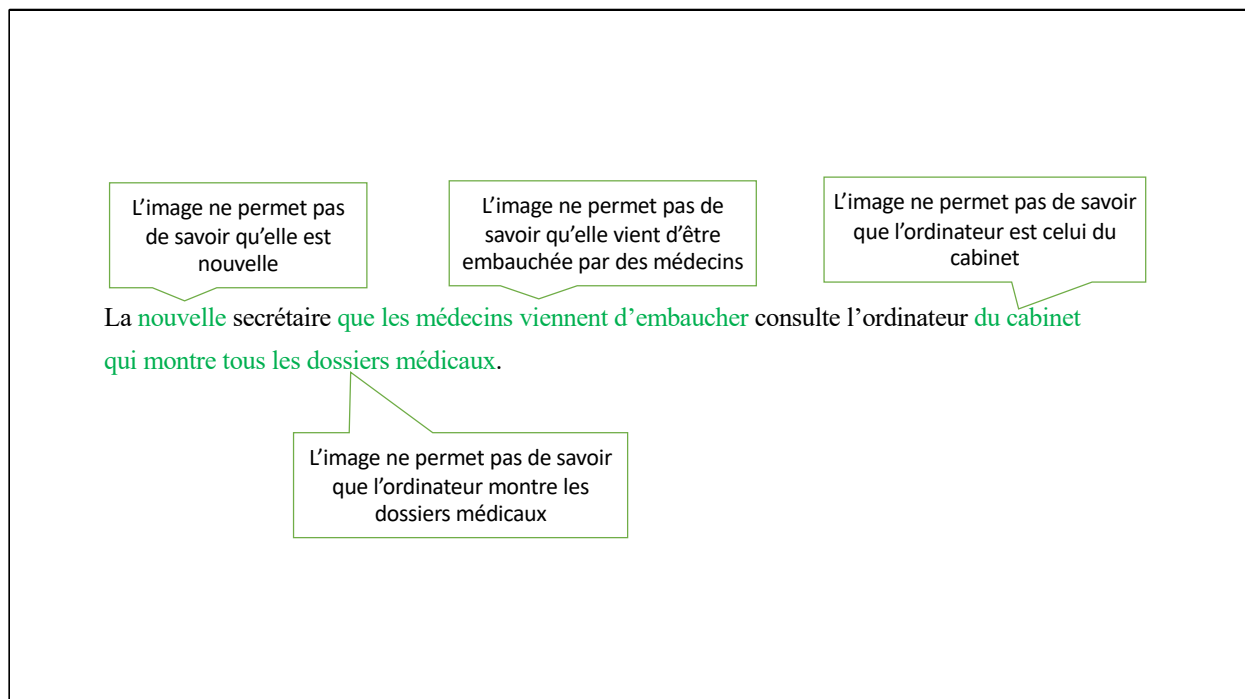 L’image ne permet pas
de savoir qu’elle est
nouvelle
L’image ne permet pas de
savoir qu’elle vient d’être
embauchée par des médecins
L’image ne permet pas de savoir
que l’ordinateur est celui du
cabinet
La nouvelle secrétaire que les médecins viennent d’embaucher consulte l’ordinateur du cabinet
qui montre tous les dossiers médicaux.
L’image ne permet pas de savoir
que l’ordinateur montre les
dossiers médicaux